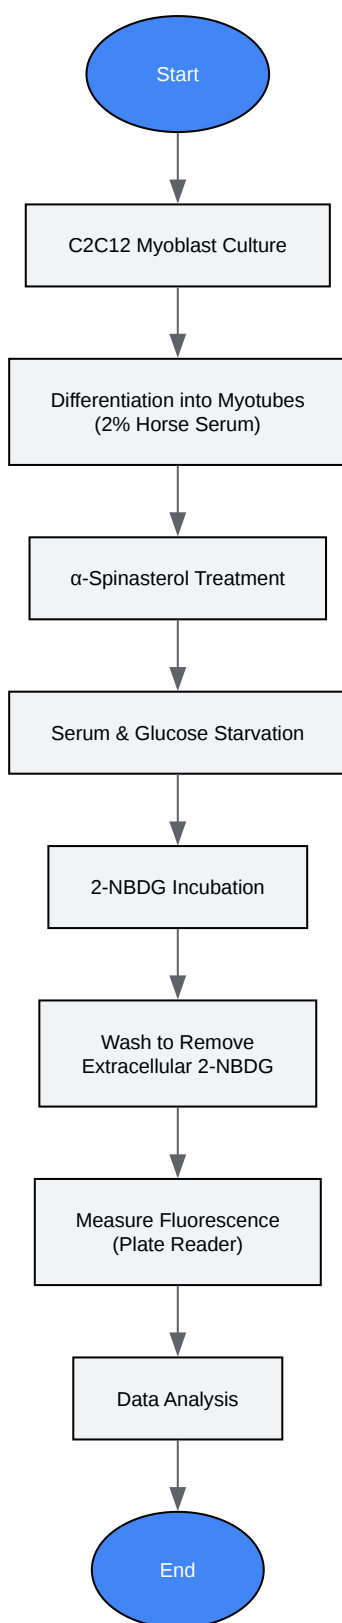 Start
C2C12 Myoblast Culture
Differentiation into Myotubes
(2% Horse Serum)
α-Spinasterol Treatment
Serum & Glucose Starvation
2-NBDG Incubation
Wash to Remove
Extracellular 2-NBDG
Measure Fluorescence
(Plate Reader)
Data Analysis
End